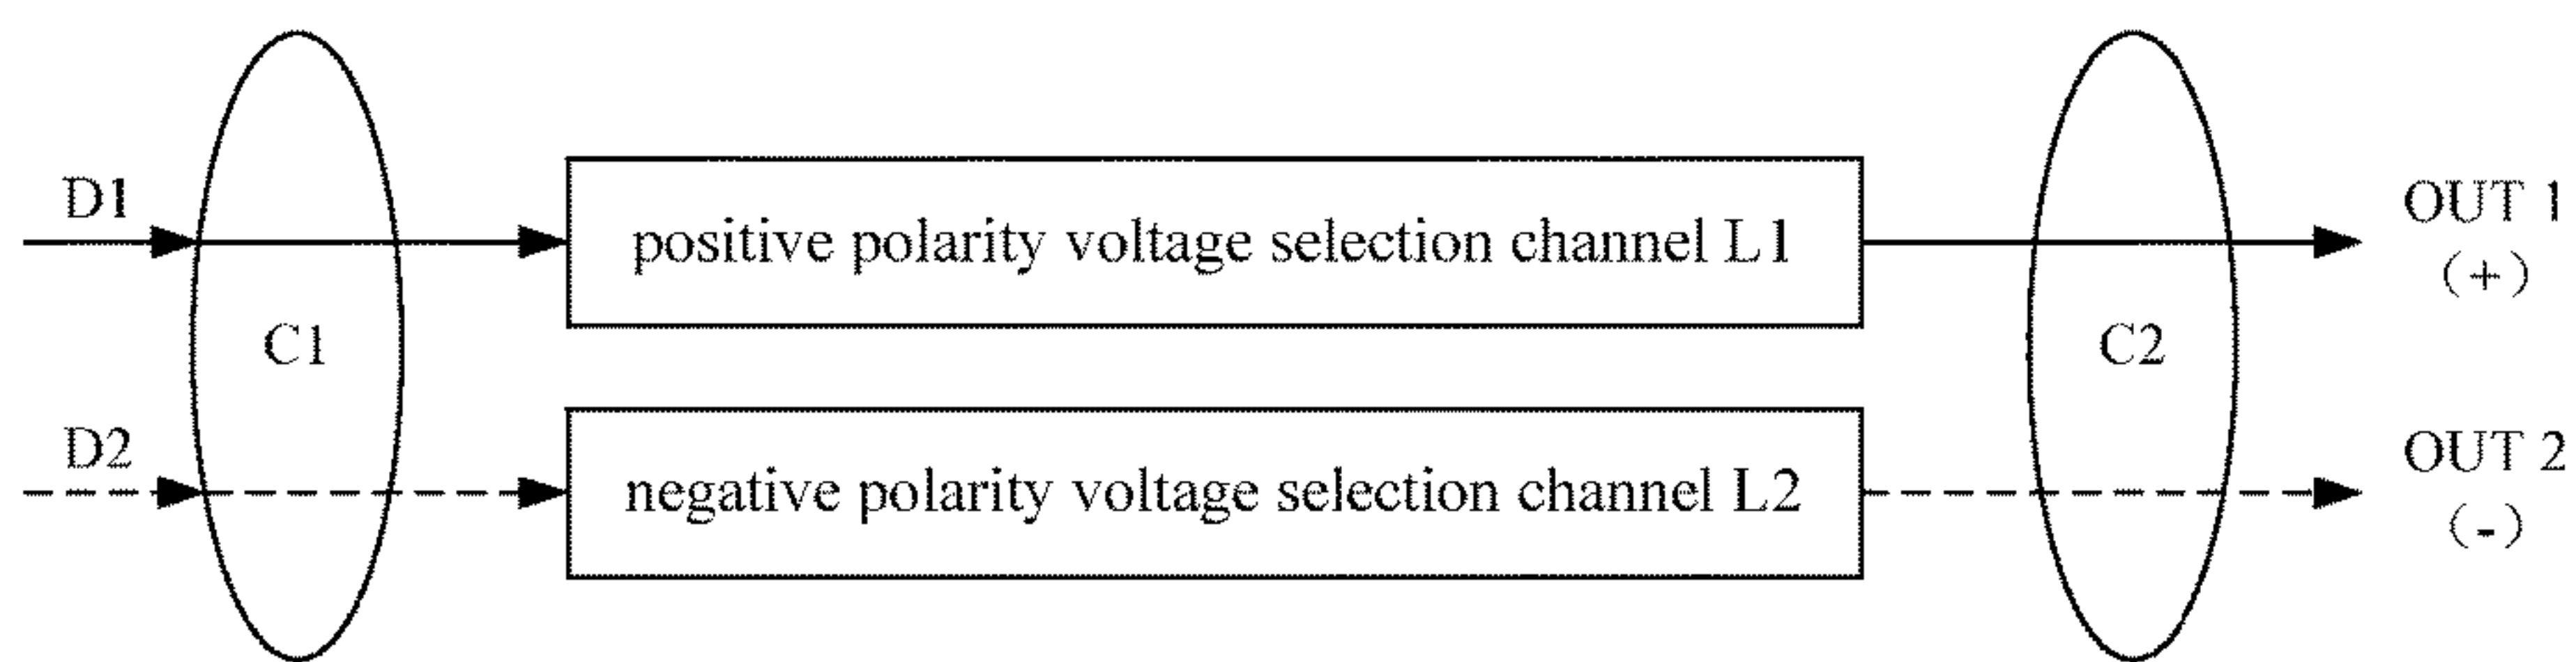 D1
positive polarity voltage selection channel L1
OUT 1
(+)
C1
C2
D2
negative polarity voltage selection channel L2
OUT 2
(-)